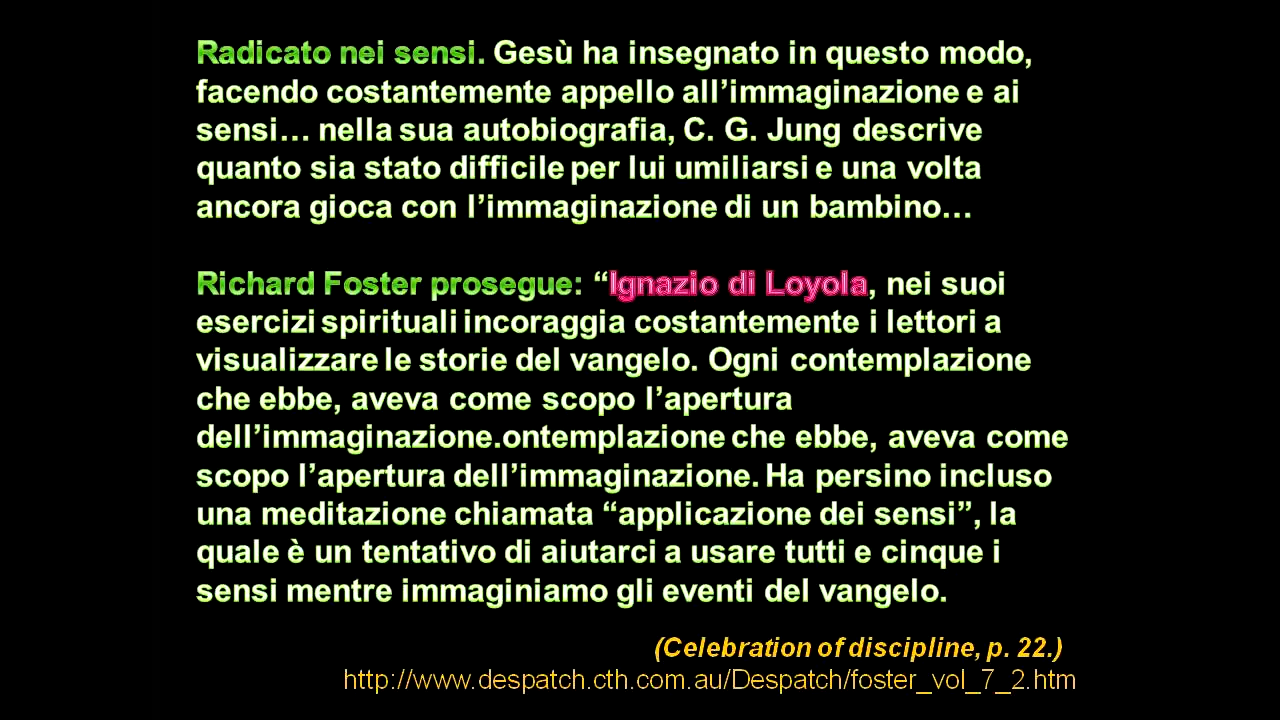 Radicato nei sensi. Gesù ha insegnato in questo modo,
facendo costantemente appello all’immaginazione e ai
sensi… nella sua autobiografia, C. G. Jung descrive
quanto sia stato difficile per lui umiliarsi e una volta
ancora gioca con l’immaginazione di un bambino…
Richard Foster prosegue: “Ignazio di Loyola, nei suoi
esercizi spirituali incoraggia costantemente i lettori a
visualizzare le storie del vangelo. Ogni contemplazione
che ebbe, aveva come scopo l’apertura
dell’immaginazione.ontemplazione che ebbe, aveva come
scopo l’apertura dell’immaginazione. Ha persino incluso
una meditazione chiamata “applicazione dei sensi”, la
quale è un tentativo di aiutarci a usare tutti e cinque i
sensi mentre immaginiamo gli eventi del vangelo.
(Celebration of discipline, p. 22.)
http://www.despatch.cth.com.au/Despatch/foster_vol_7_2.htm